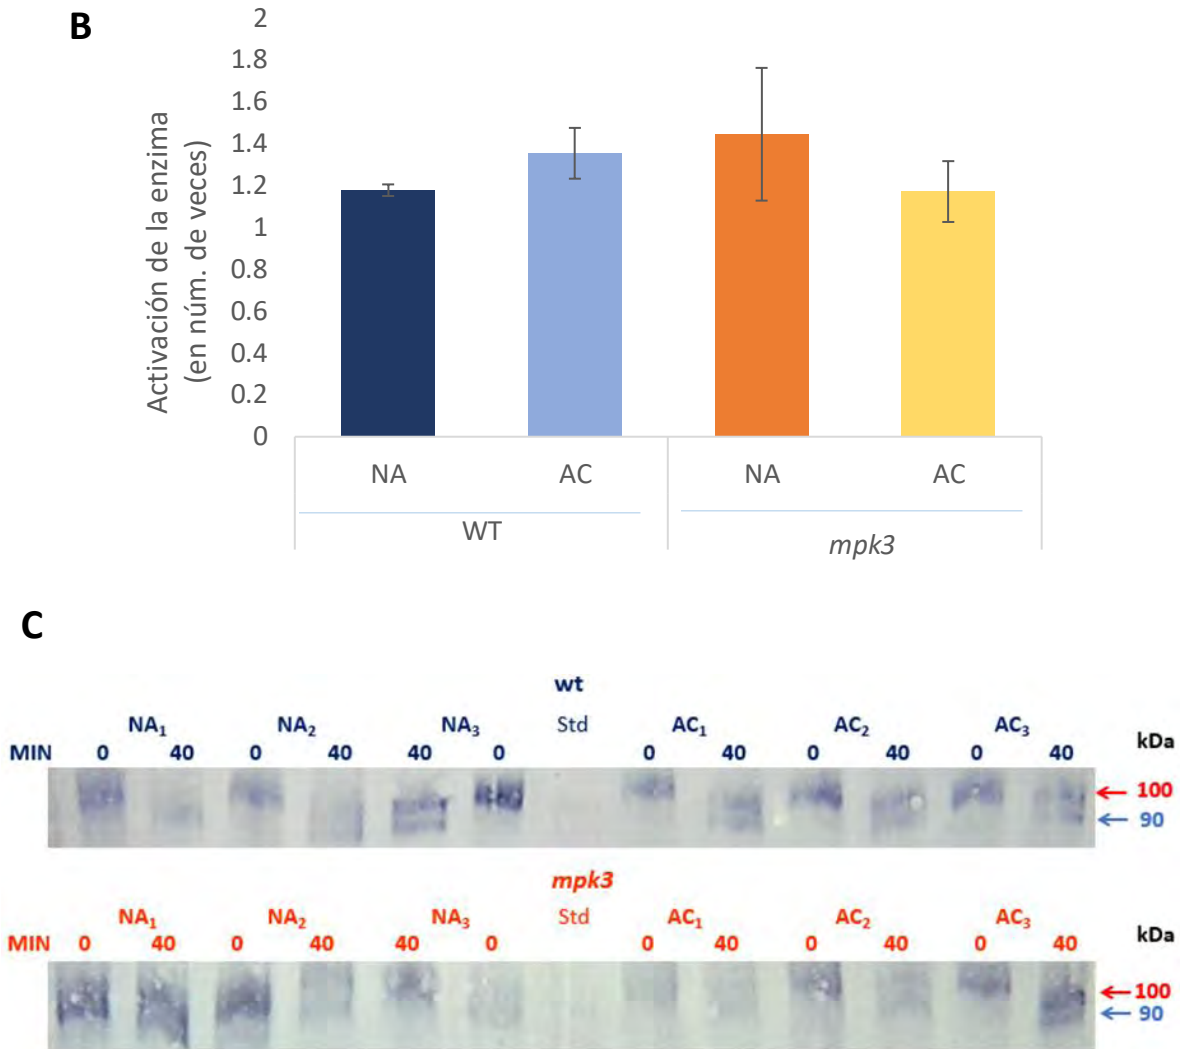 B
2
1.8
1.6
1.4
1.2
1
0.8
0.6
0.4
0.2
0
Activación de la enzima
(en núm. de veces)
NA AC NA AC
WT mpk3
C
wt
NA₁ NA₂ NA₃ Std AC₁ AC₂ AC₃
MIN 0 40 0 40 40 0 0 40 0 40 0 40 kDa
100
90
mpk3
NA₁ NA₂ NA₃ Std AC₁ AC₂ AC₃
MIN 0 40 0 40 40 0 0 40 0 40 0 40 kDa
100
90